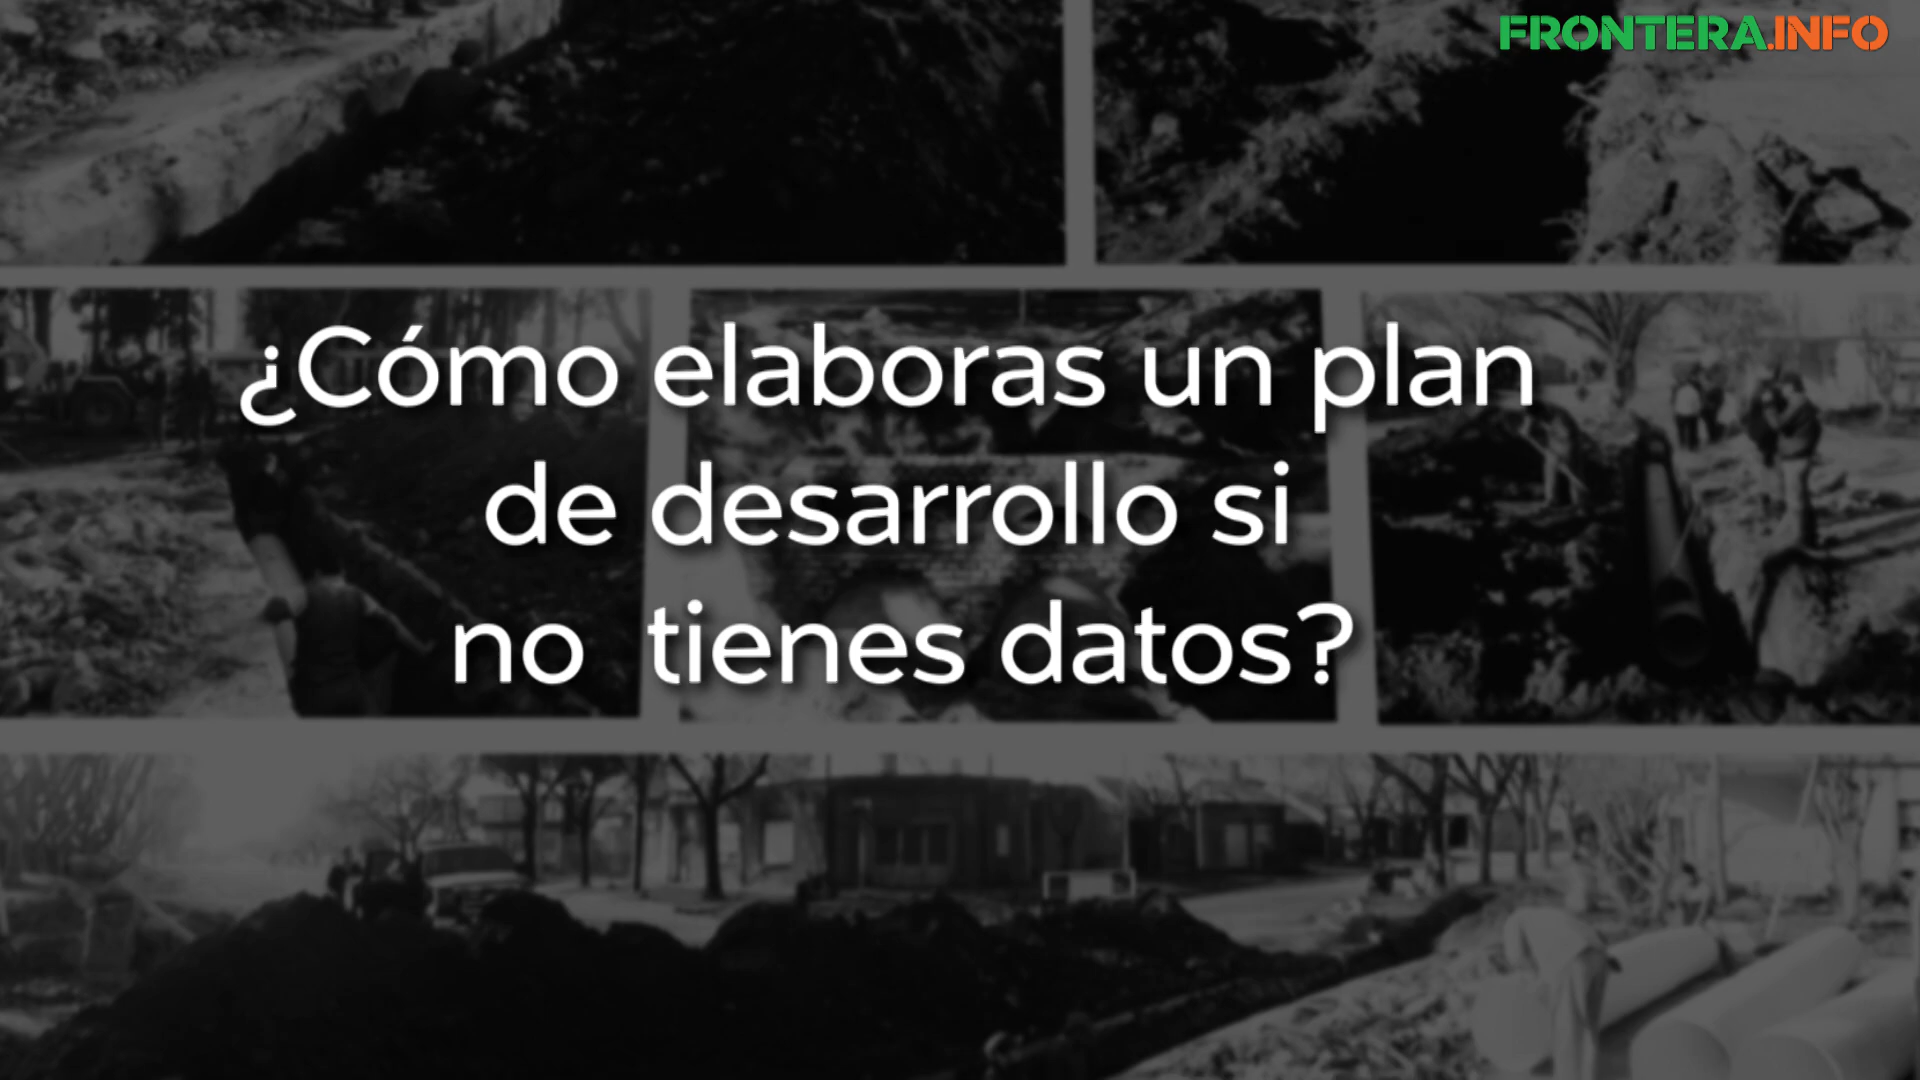 FRONTERA.INFO
¿Cómo elaboras un plan
de desarrollo si
no  tienes datos?